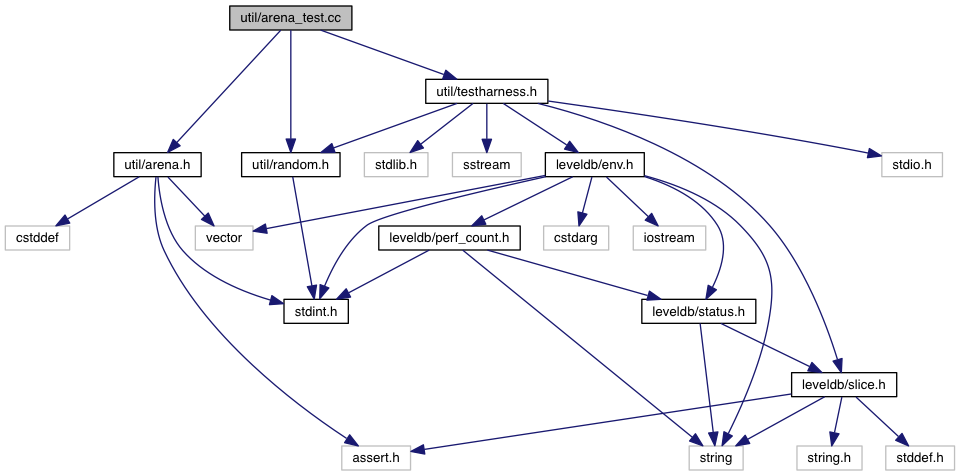 util/arena_test.cc
util/testharness.h
util/arena.h
util/random.h
stdlib.h
sstream
leveldb/env.h
stdio.h
cstddef
vector
leveldb/perf_count.h
cstdarg
iostream
stdint.h
leveldb/status.h
leveldb/slice.h
assert.h
string
string.h
stddef.h